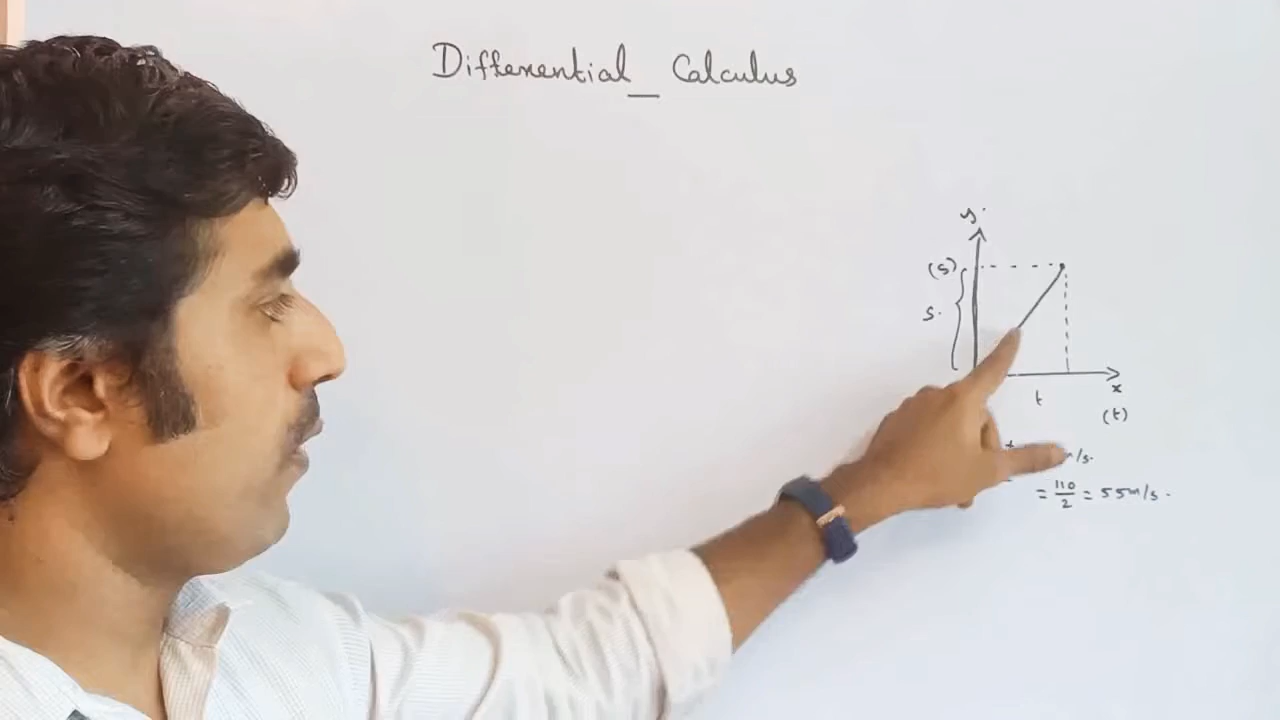 Differential Calculus
y
(s)
s.
t
x
(t)
m/s.
= 110/2 = 55m/s.